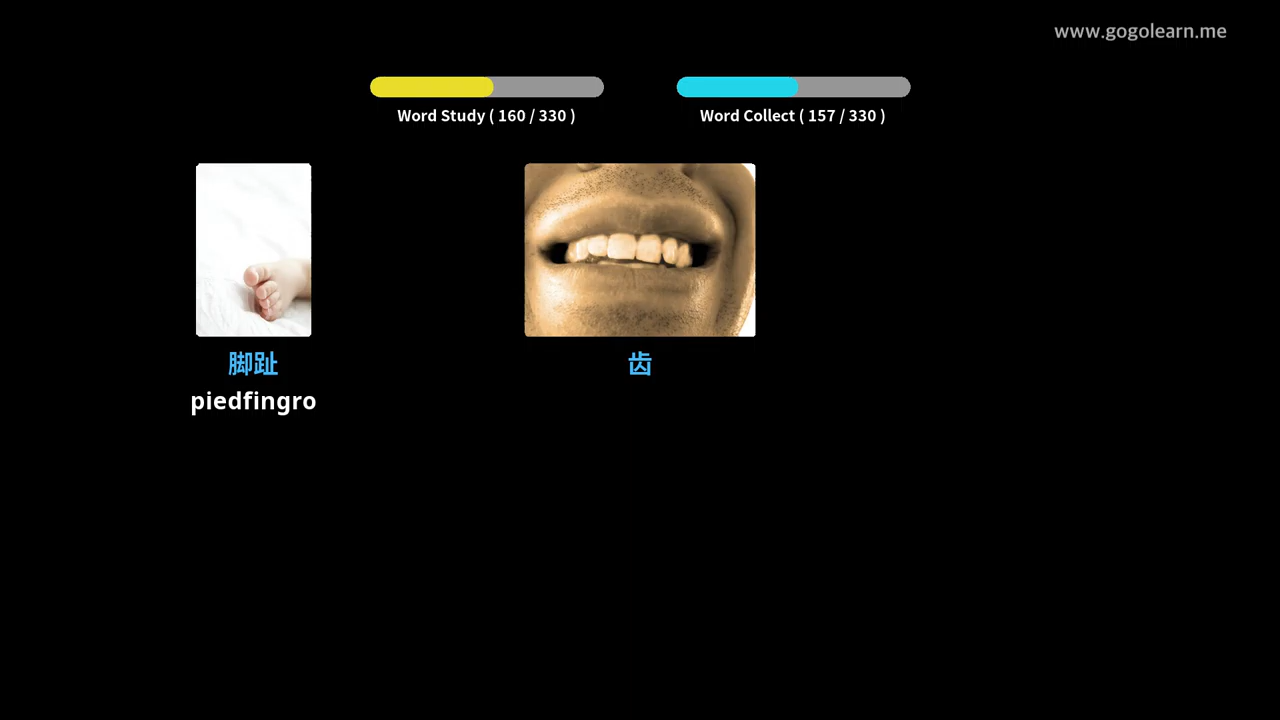 www.gogolearn.me
Word Study ( 160 / 330 )
Word Collect ( 157 / 330 )
脚趾
齿
piedfingro